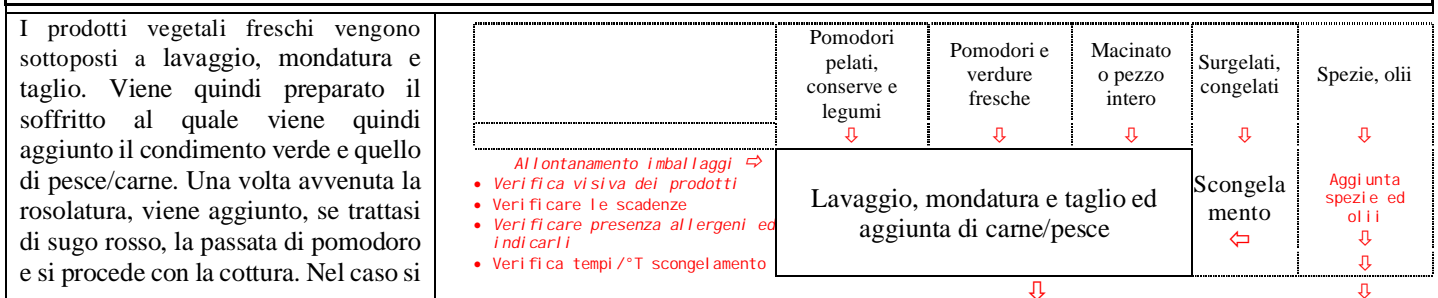 I prodotti vegetali freschi vengono
sottoposti a lavaggio, mondatura e
taglio. Viene quindi preparato il
soffritto al quale viene quindi
aggiunto il condimento verde e quello
di pesce/carne. Una volta avvenuta la
rosolatura, viene aggiunto, se trattasi
di sugo rosso, la passata di pomodoro
e si procede con la cottura. Nel caso si
Pomodori
pelati,
conserve e
legumi
⇩
Pomodori e
verdure
fresche
⇩
Macinato
o pezzo
intero
⇩
Surgelati,
congelati
⇩
Spezie, olii
⇩
Allontanamento imballaggi ⇨
• Verifica visiva dei prodotti
• Verificare le scadenze
• Verificare presenza allergeni ed
indicarli
• Verifica tempi/°T scongelamento
Lavaggio, mondatura e taglio ed
aggiunta di carne/pesce
Scongela
mento
⇦
Aggiunta
spezie ed
olii
⇩
⇩
⇩
⇩